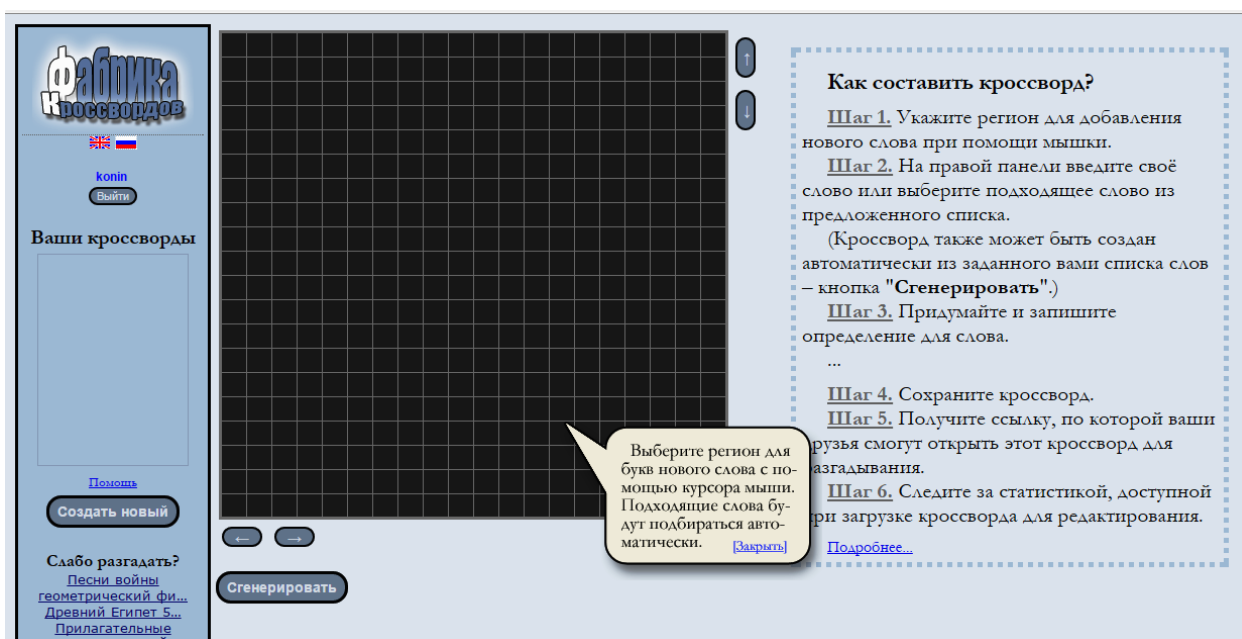 Фабрика
Кроссвордов
konin
Выйти
Ваши кроссворды
Помощь
Создать новый
Слабо разгадать?
Песни войны
геометрический фи...
Древний Египет 5...
Прилагательные
↑
↓
← →
Сгенерировать
Выберите регион для
букв нового слова с по-
мощью курсора мыши.
Подходящие слова бу-
дут подбираться авто-
матически. [Закрыть]
Как составить кроссворд?
Шаг 1. Укажите регион для добавления
нового слова при помощи мышки.
Шаг 2. На правой панели введите своё
слово или выберите подходящее слово из
предложенного списка.
(Кроссворд также может быть создан
автоматически из заданного вами списка слов
– кнопка "Сгенерировать".)
Шаг 3. Придумайте и запишите
определение для слова.
...
Шаг 4. Сохраните кроссворд.
Шаг 5. Получите ссылку, по которой ваши
друзья смогут открыть этот кроссворд для
разгадывания.
Шаг 6. Следите за статистикой, доступной
при загрузке кроссворда для редактирования.
Подробнее...